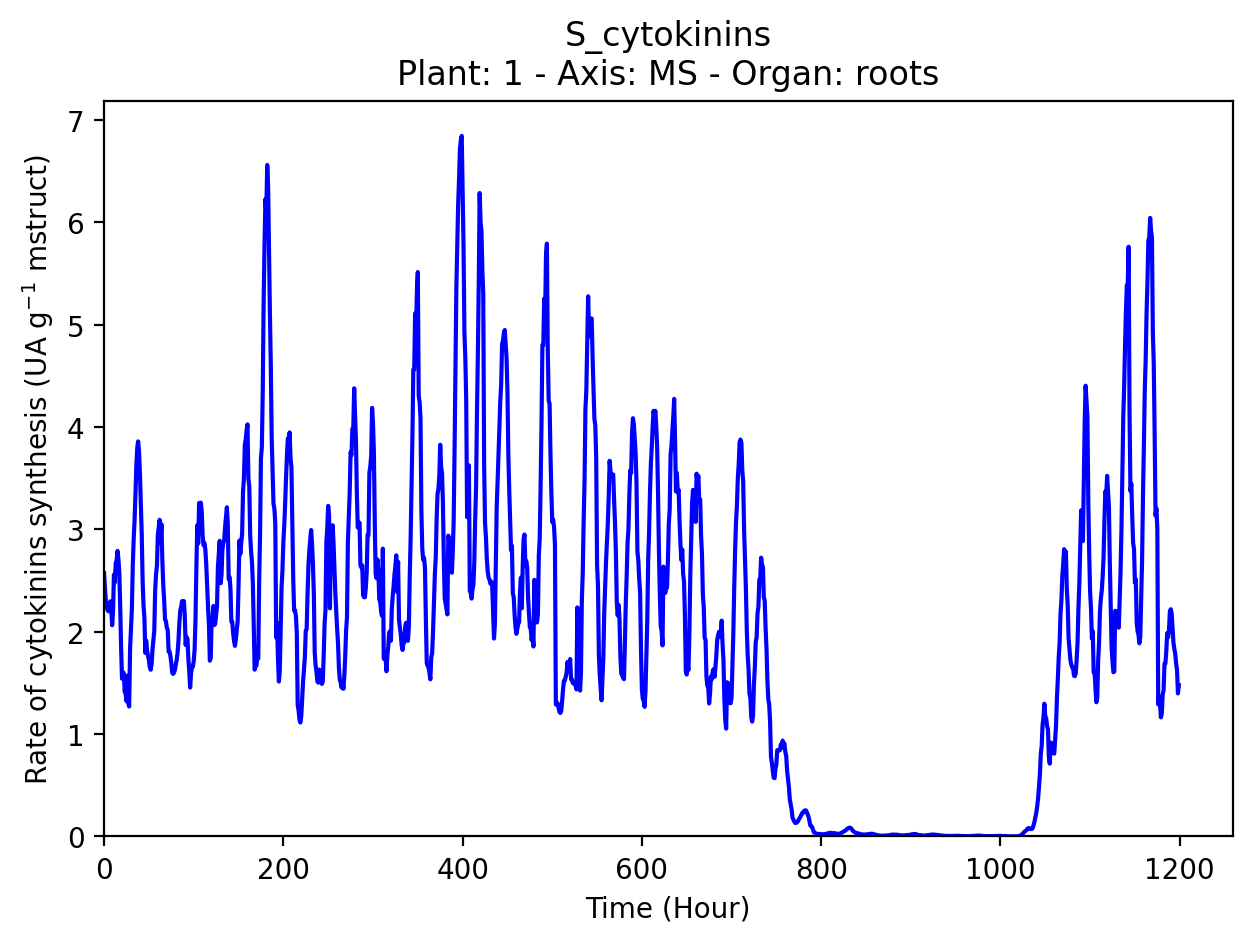 S_cytokinins
Plant: 1 - Axis: MS - Organ: roots
Rate of cytokinins synthesis (UA g⁻¹ mstruct)
7
6
5
4
3
2
1
0
0 200 400 600 800 1000 1200
Time (Hour)